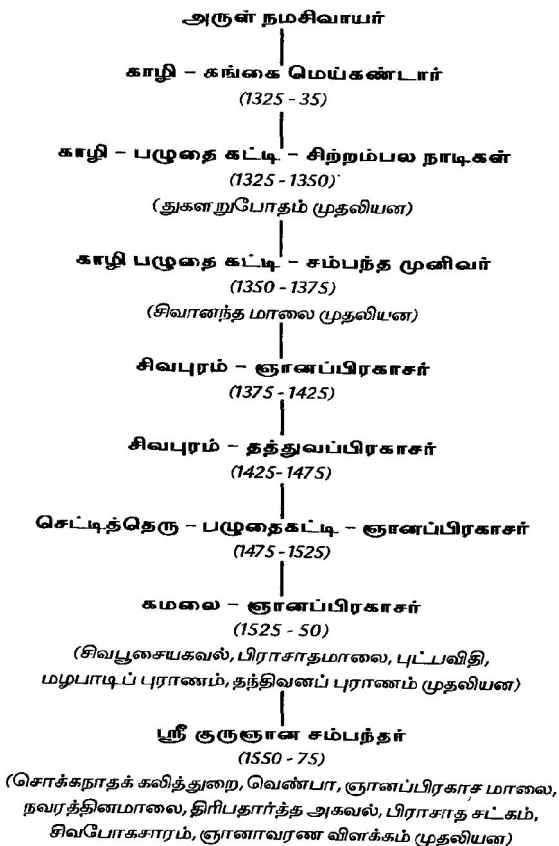 அருள் நமசிவாயர்
காழி – கங்கை மெய்கண்டார்
(1325 - 35)
காழி – பழுதை கட்டி – சிற்றம்பல நாடிகள்
(1325 - 1350)
(துகளறுபோதம் முதலியன)
காழி பழுதை கட்டி – சம்பந்த முனிவர்
(1350 - 1375)
(சிவானந்த மாலை முதலியன)
சிவபுரம் – ஞானப்பிரகாசர்
(1375 - 1425)
சிவபுரம் – தத்துவப்பிரகாசர்
(1425 - 1475)
செட்டித்தெரு – பழுதைகட்டி – ஞானப்பிரகாசர்
(1475 - 1525)
கமலை – ஞானப்பிரகாசர்
(1525 - 50)
(சிவபூசையகவல், பிராசாதமாலை, புட்பவிதி,
மழபாடிப் புராணம், தந்திவனப் புராணம் முதலியன)
ஸ்ரீ குருஞான சம்பந்தர்
(1550 - 75)
(சொக்கநாதக் கலித்துறை, வெண்பா, ஞானப்பிரகாச மாலை,
நவரத்தினமாலை, திரிபதார்த்த அகவல், பிராசாத சட்கம்,
சிவபோகசாரம், ஞானாவரண விளக்கம் முதலியன)